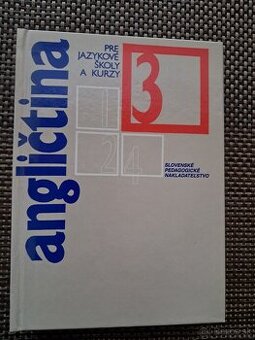 angličtina
PRE
JAZYKOVÉ
ŠKOLY
A KURZY
1
3
2
4
SLOVENSKÉ
PEDAGOGICKÉ
NAKLADATEĽSTVO